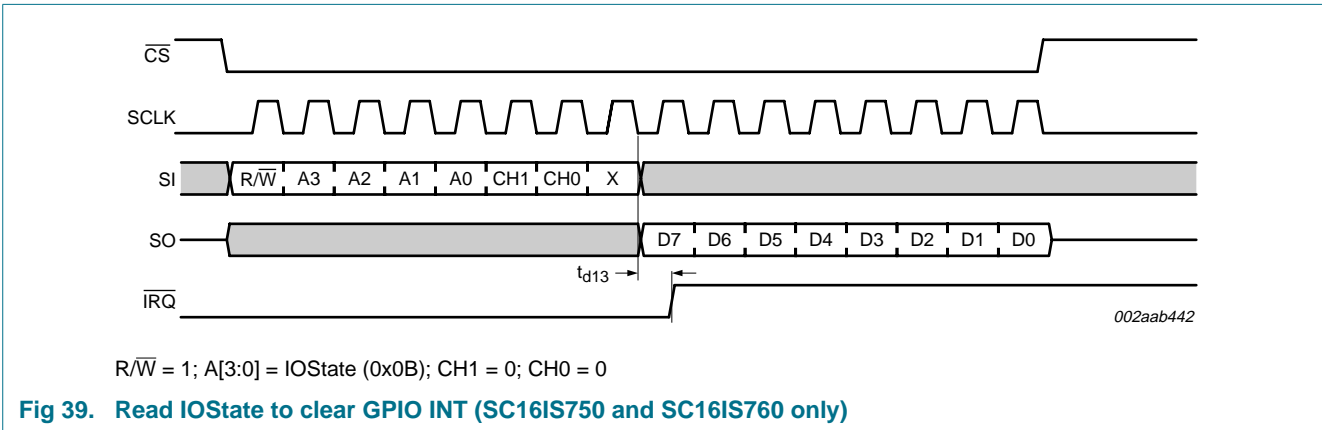 C̅S̅
SCLK
SI R/W̅ A3 A2 A1 A0 CH1 CH0 X
SO D7 D6 D5 D4 D3 D2 D1 D0
td13
I̅R̅Q̅
002aab442
R/W̅ = 1; A[3:0] = IOState (0x0B); CH1 = 0; CH0 = 0
Fig 39. Read IOState to clear GPIO INT (SC16IS750 and SC16IS760 only)